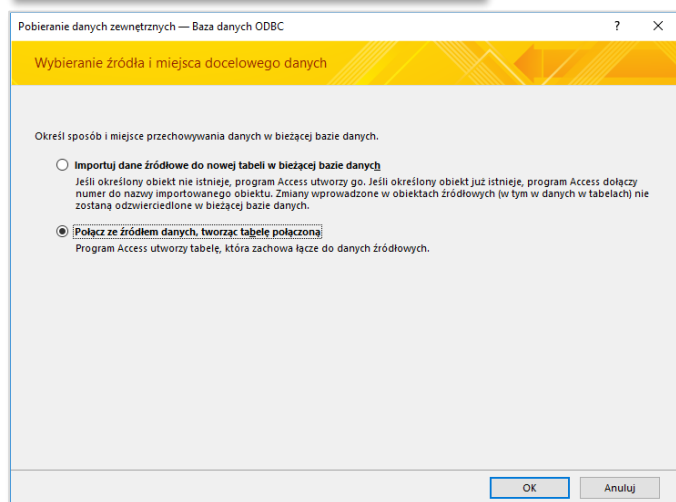 Pobieranie danych zewnętrznych — Baza danych ODBC
Wybieranie źródła i miejsca docelowego danych
Określ sposób i miejsce przechowywania danych w bieżącej bazie danych.
Importuj dane źródłowe do nowej tabeli w bieżącej bazie danych
Jeśli określony obiekt nie istnieje, program Access utworzy go. Jeśli określony obiekt już istnieje, program Access dołączy
numer do nazwy importowanego obiektu. Zmiany wprowadzone w obiektach źródłowych (w tym w danych w tabelach) nie
zostaną odzwierciedlone w bieżącej bazie danych.
Połącz ze źródłem danych, tworząc tabelę połączoną
Program Access utworzy tabelę, która zachowa łącze do danych źródłowych.
OK
Anuluj